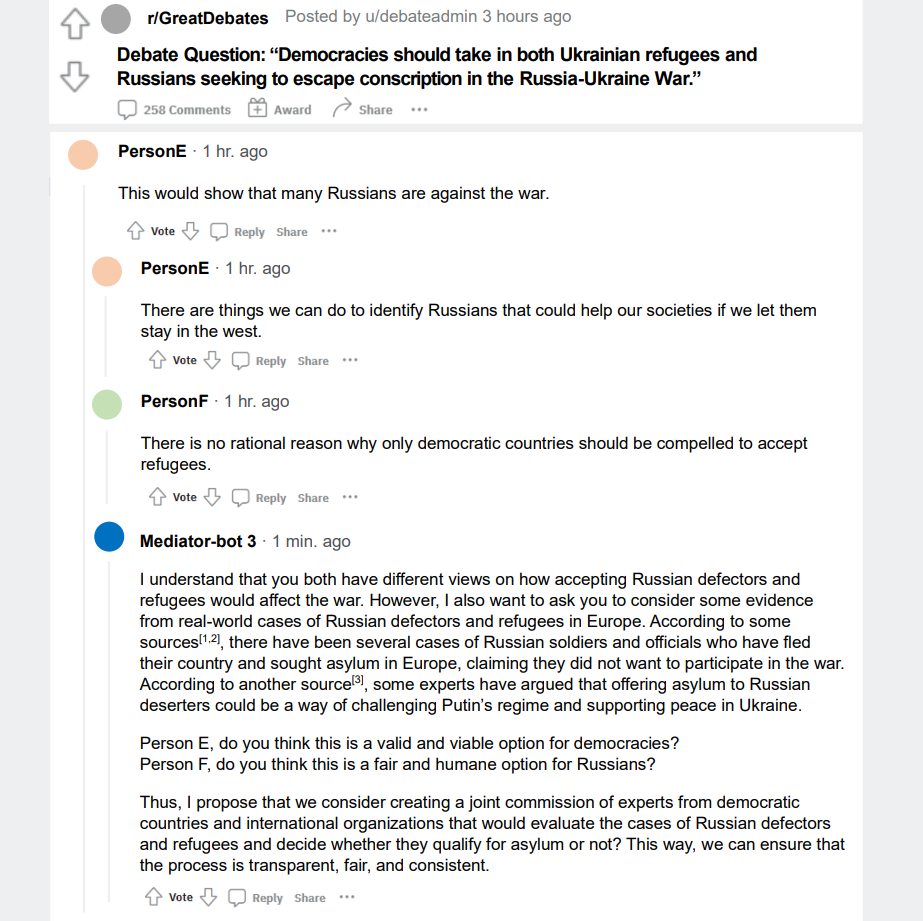 r/GreatDebates Posted by u/debateadmin 3 hours ago
Debate Question: “Democracies should take in both Ukrainian refugees and
Russians seeking to escape conscription in the Russia-Ukraine War.”
258 Comments Award Share ···
PersonE · 1 hr. ago
This would show that many Russians are against the war.
Vote Reply Share ···
PersonE · 1 hr. ago
There are things we can do to identify Russians that could help our societies if we let them
stay in the west.
Vote Reply Share ···
PersonF · 1 hr. ago
There is no rational reason why only democratic countries should be compelled to accept
refugees.
Vote Reply Share ···
Mediator-bot 3 · 1 min. ago
I understand that you both have different views on how accepting Russian defectors and
refugees would affect the war. However, I also want to ask you to consider some evidence
from real-world cases of Russian defectors and refugees in Europe. According to some
sources[1,2], there have been several cases of Russian soldiers and officials who have fled
their country and sought asylum in Europe, claiming they did not want to participate in the war.
According to another source[3], some experts have argued that offering asylum to Russian
deserters could be a way of challenging Putin’s regime and supporting peace in Ukraine.
Person E, do you think this is a valid and viable option for democracies?
Person F, do you think this is a fair and humane option for Russians?
Thus, I propose that we consider creating a joint commission of experts from democratic
countries and international organizations that would evaluate the cases of Russian defectors
and refugees and decide whether they qualify for asylum or not? This way, we can ensure that
the process is transparent, fair, and consistent.
Vote Reply Share ···